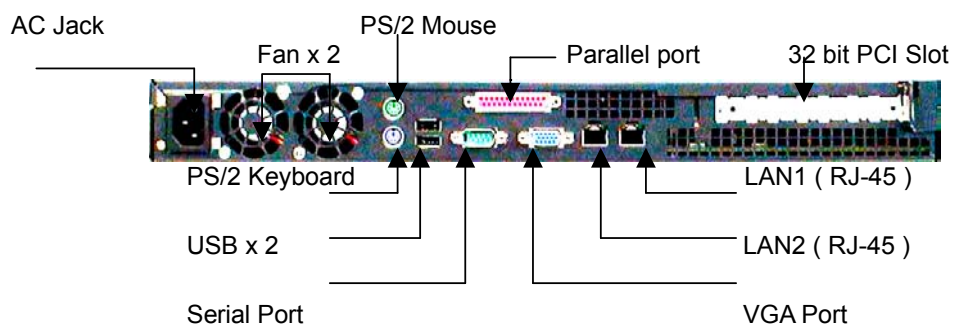 AC Jack
PS/2 Mouse
Fan x 2
Parallel port
32 bit PCI Slot
PS/2 Keyboard
LAN1 ( RJ-45 )
USB x 2
LAN2 ( RJ-45 )
Serial Port
VGA Port